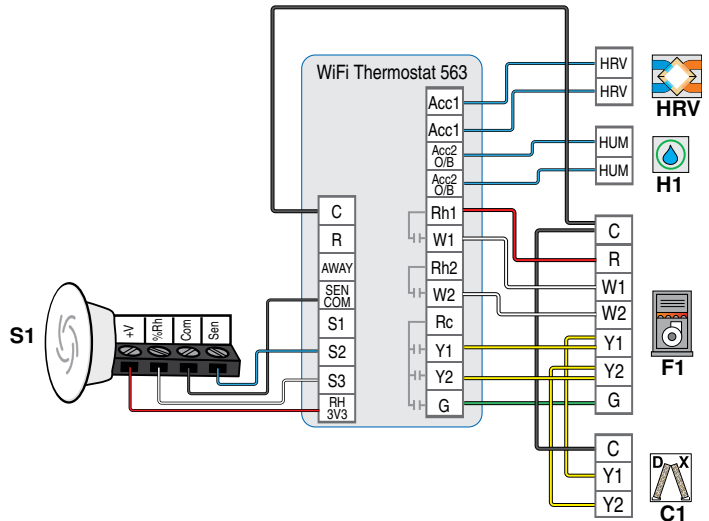 WiFi Thermostat 563
Acc1
Acc1
Acc2
O/B
Acc2
O/B
Rh1
W1
Rh2
W2
Rc
Y1
Y2
G
C
R
AWAY
SEN
COM
S1
S2
S3
RH
3V3
S1
+V
%Rh
Com
Sen
HRV
HRV
HRV
HUM
HUM
H1
C
R
W1
W2
Y1
Y2
G
F1
C
Y1
Y2
D X
C1